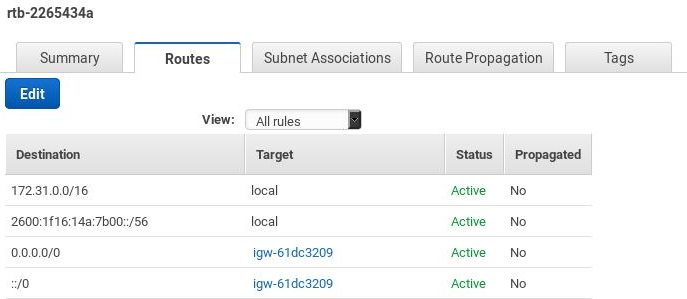 rtb-2265434a
Summary Routes Subnet Associations Route Propagation Tags
Edit
View: All rules
Destination Target Status Propagated
172.31.0.0/16 local Active No
2600:1f16:14a:7b00::/56 local Active No
0.0.0.0/0 igw-61dc3209 Active No
::/0 igw-61dc3209 Active No